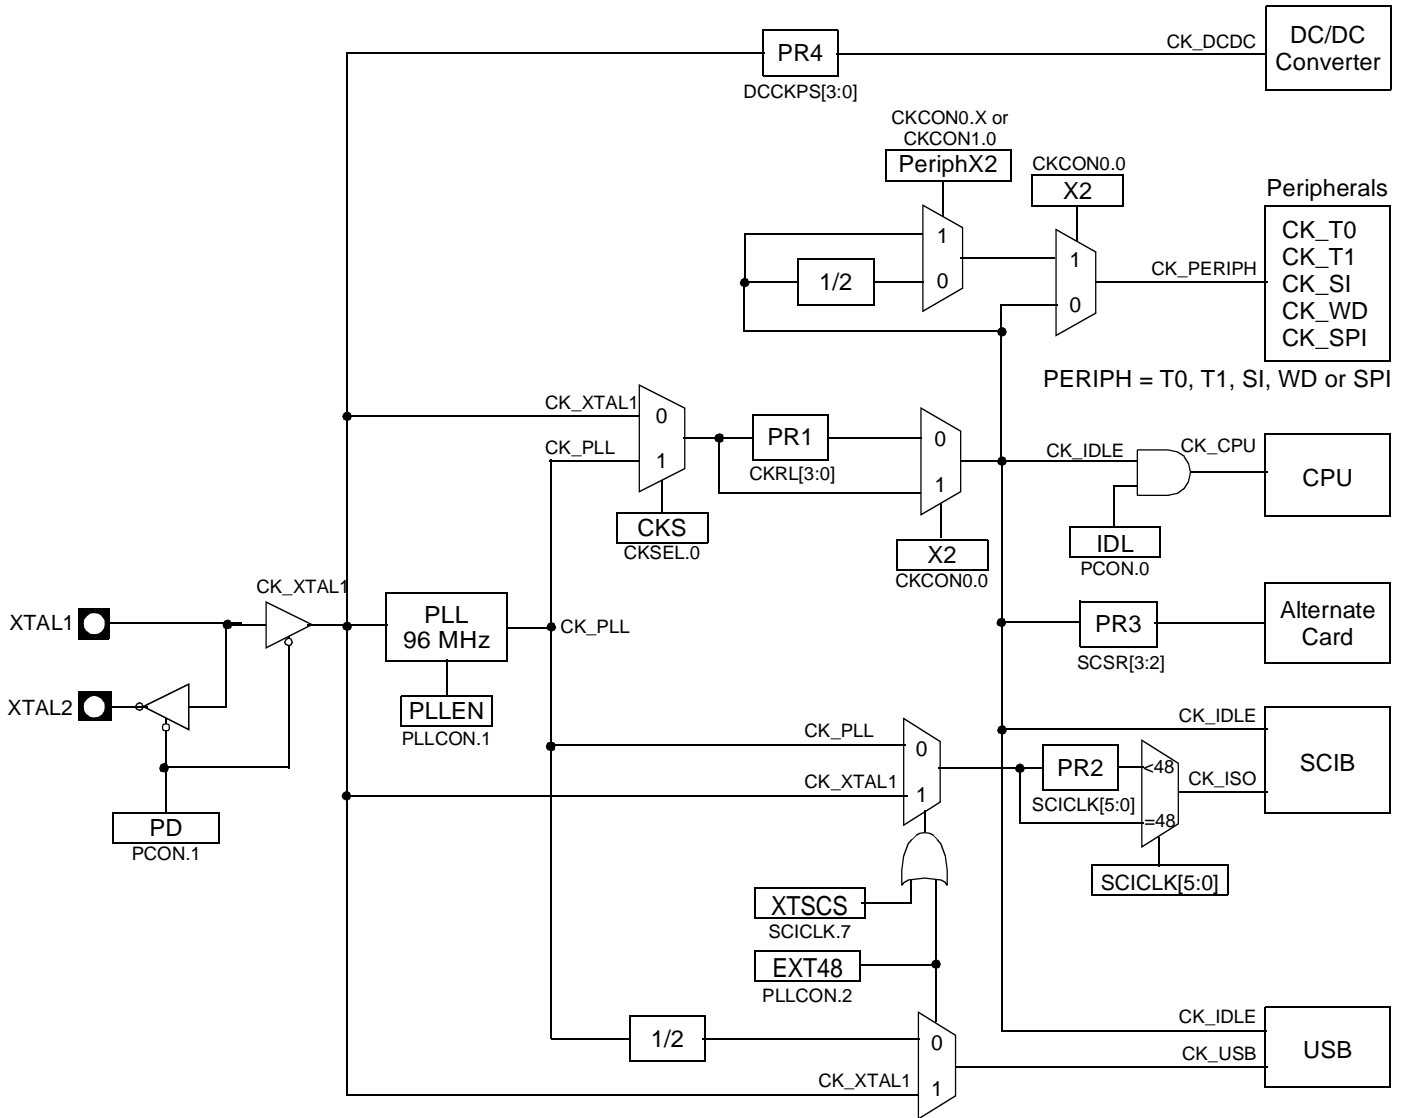 CK_DCDC
DC/DC
Converter
PR4
DCCKPS[3:0]
CKCON0.X or
CKCON1.0
PeriphX2
CKCON0.0
X2
Peripherals
1
0
1/2
1
0
CK_PERIPH
CK_T0
CK_T1
CK_SI
CK_WD
CK_SPI
PERIPH = T0, T1, SI, WD or SPI
CK_XTAL1
0
CK_PLL
1
PR1
CKRL[3:0]
0
1
CK_IDLE
CK_CPU
CPU
CKS
CKSEL.0
X2
CKCON0.0
IDL
PCON.0
CK_XTAL1
XTAL1
PLL
96 MHz
CK_PLL
PR3
SCSR[3:2]
Alternate
Card
XTAL2
PLLEN
PLLCON.1
CK_PLL
0
CK_XTAL1
1
CK_IDLE
SCIB
PR2
SCICLK[5:0]
<48
=48
CK_ISO
PD
PCON.1
SCICLK[5:0]
XTSCS
SCICLK.7
EXT48
PLLCON.2
1/2
0
CK_XTAL1
1
CK_IDLE
CK_USB
USB